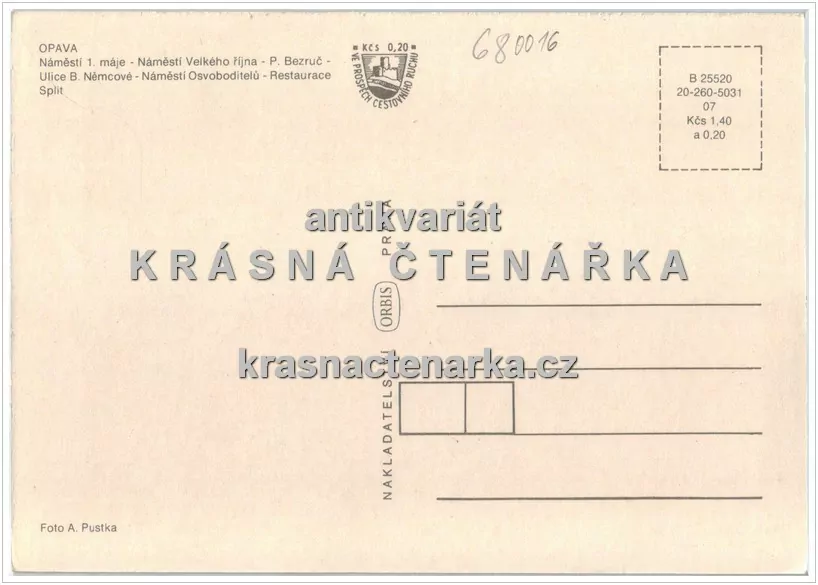 OPAVA
Náměstí 1. máje - Náměstí Velkého října - P. Bezruč -
Ulice B. Němcové - Náměstí Osvoboditelů - Restaurace
Split
Kčs 0,20
VE PROSPĚCH CESTOVNÍHO RUCHU
680016
B 25520
20-260-5031
07
Kčs 1,40
a 0,20
antikvariát
KRÁSNÁ ČTENÁŘKA
krasnactenarka.cz
NAKLADATELSTVÍ ORBIS PRAHA
Foto A. Pustka